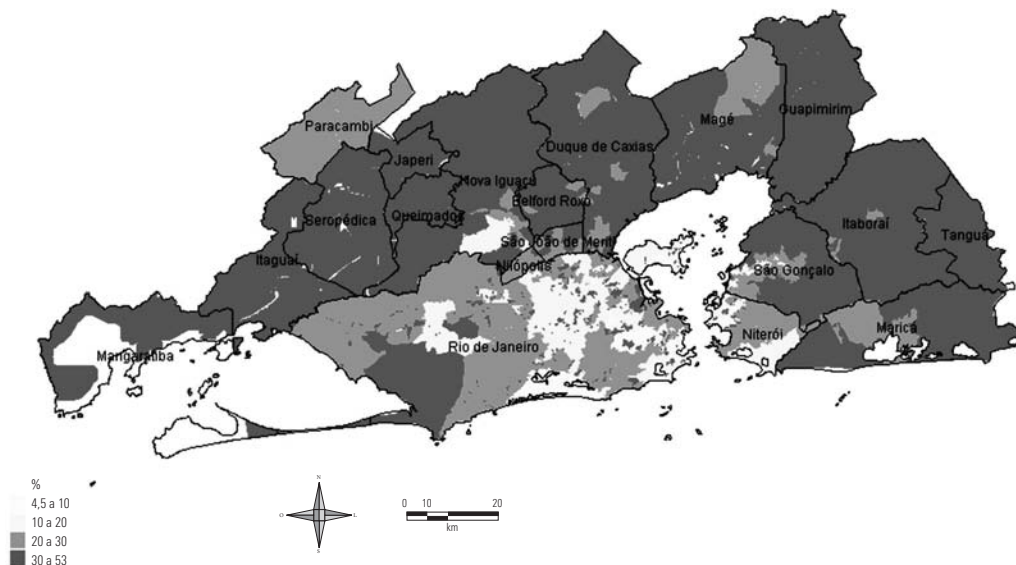 Paracambi
Magé
Guapimirim
Japeri
Duque de Caxias
Nova Iguaçu
Belford Roxo
Seropédica
Queimados
Itaboraí
Tanguá
São João de Meriti
Itaguaí
Nilópolis
São Gonçalo
Mangaratiba
Rio de Janeiro
Niterói
Maricá
%
4,5 a 10
10 a 20
20 a 30
30 a 53
N
O
L
S
0 10 20
km